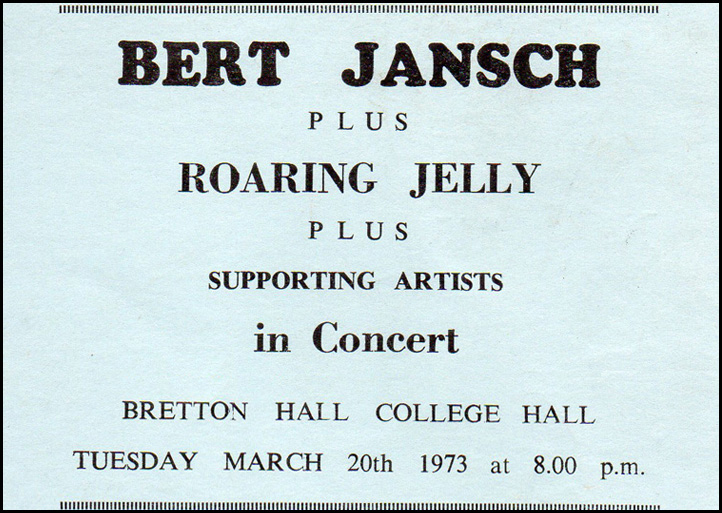 BERT JANSCH
PLUS
ROARING JELLY
PLUS
SUPPORTING ARTISTS
in Concert
BRETTON HALL COLLEGE HALL
TUESDAY MARCH 20th 1973 at 8.00 p.m.